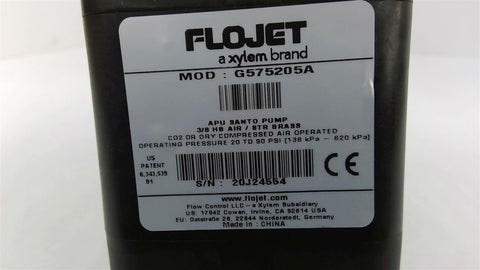 FLOJET
a xylem brand
MOD : G575205A
APU SANTO PUMP
3/8 HB AIR / STR BRASS
CO2 OR DRY COMPRESSED AIR OPERATED
OPERATING PRESSURE 20 TO 90 PSI [138 kPa - 620 kPa]
US
PATENT
6,343,539
B1
CE
S/N : 20J24554
www.flojet.com
Flow Control LLC - a Xylem Subsidiary
US: 17942 Cowan, Irvine, CA 92614 USA
EU: Oststraße 28, 22844 Norderstedt, Germany
Made in : CHINA